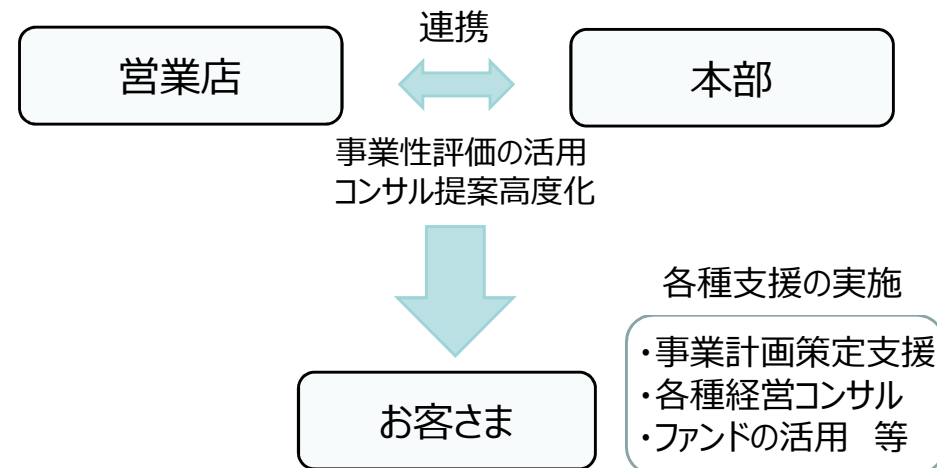 連携
営業店
本部
事業性評価の活用
コンサル提案高度化
各種支援の実施
・事業計画策定支援
・各種経営コンサル
・ファンドの活用　等
お客さま